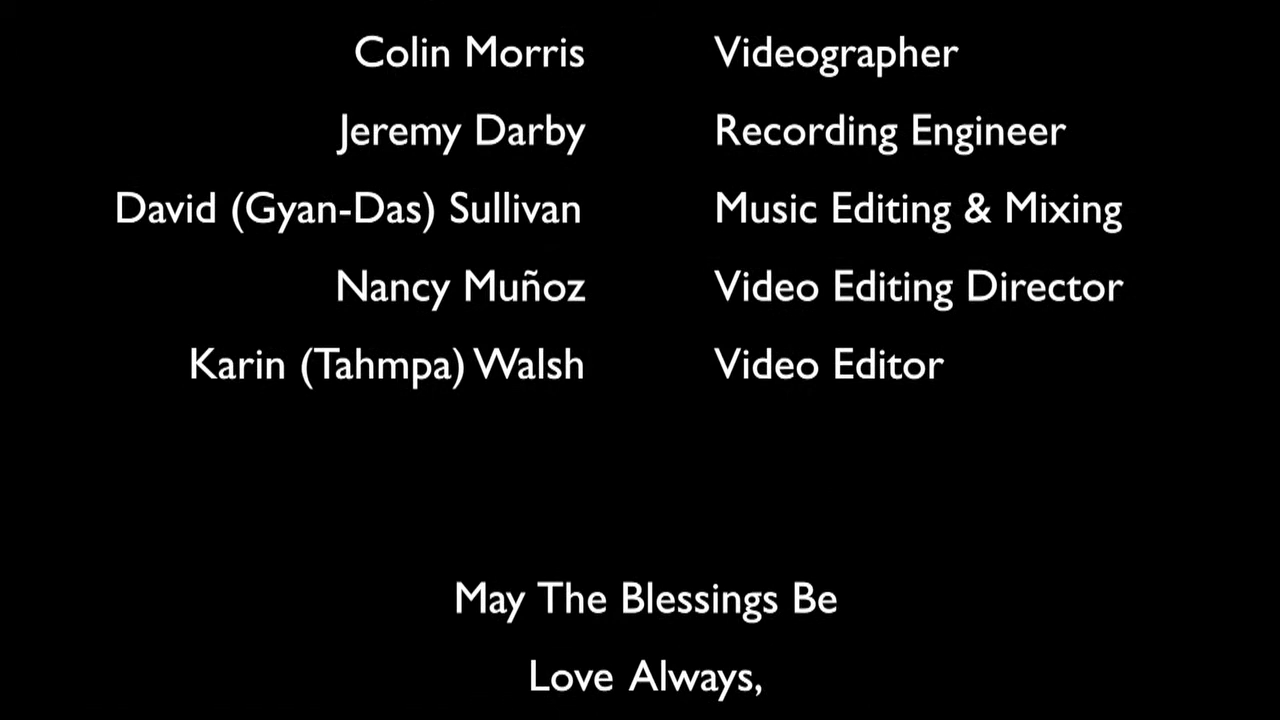 Colin Morris Videographer
Jeremy Darby Recording Engineer
David (Gyan-Das) Sullivan Music Editing & Mixing
Nancy Muñoz Video Editing Director
Karin (Tahmpa) Walsh Video Editor
May The Blessings Be
Love Always,